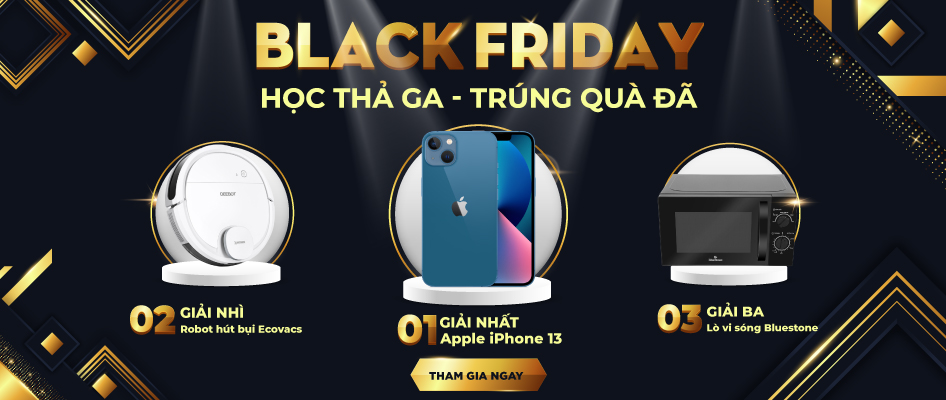 BLACK FRIDAY
HỌC THẢ GA - TRÚNG QUÀ ĐÃ
02 GIẢI NHÌ
Robot hút bụi Ecovacs
01 GIẢI NHẤT
Apple iPhone 13
03 GIẢI BA
Lò vi sóng Bluestone
THAM GIA NGAY